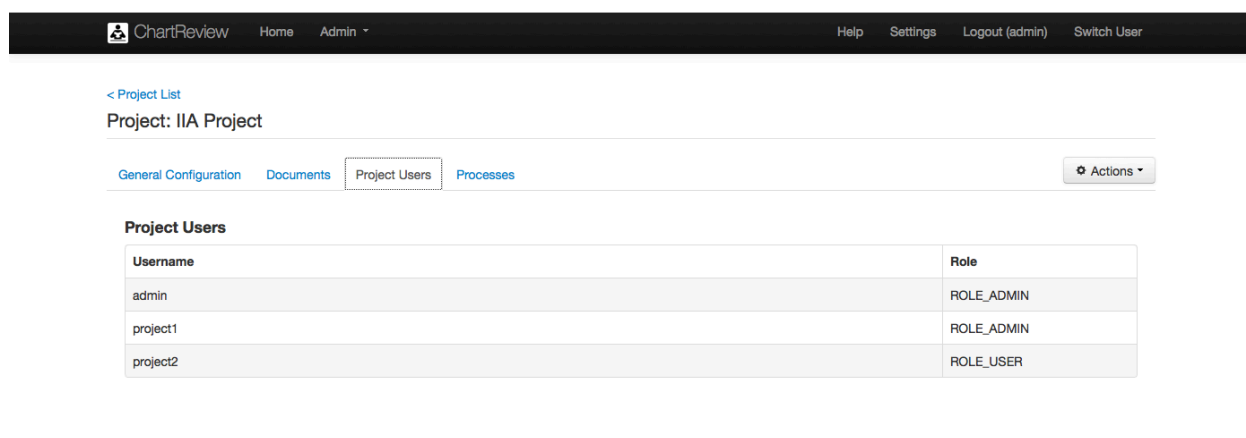 ChartReview Home Admin Help Settings Logout (admin) Switch User
< Project List
Project: IIA Project
General Configuration Documents Project Users Processes Actions
Project Users
Username Role
admin ROLE_ADMIN
project1 ROLE_ADMIN
project2 ROLE_USER